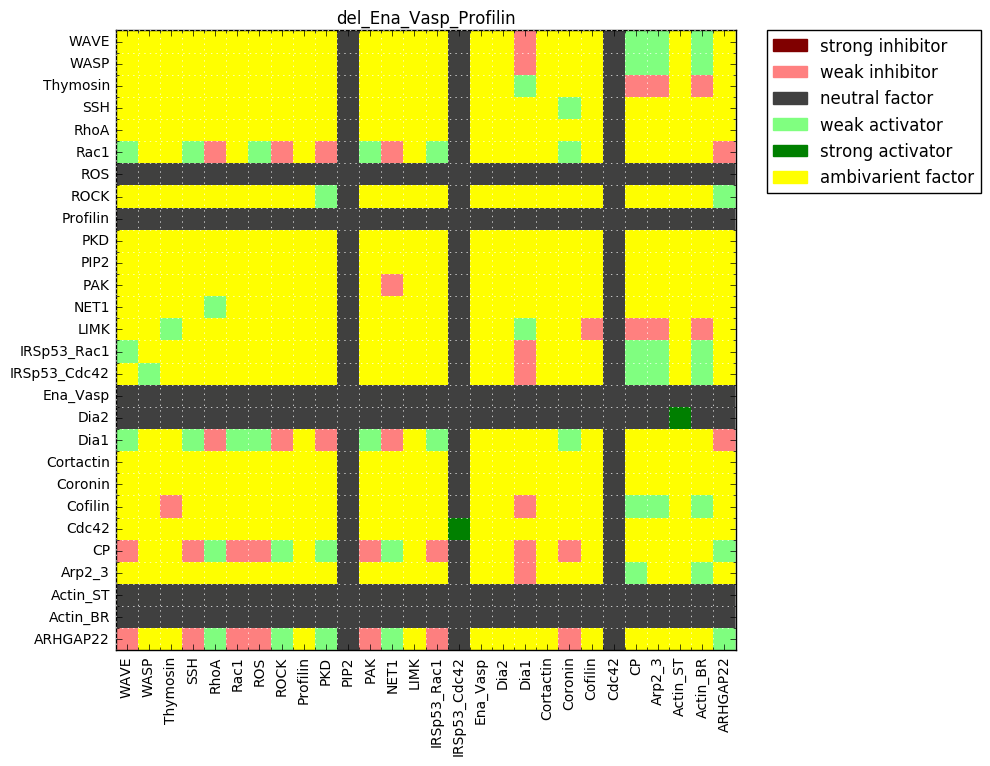 del_Ena_Vasp_Profilin
WAVE
WASP
Thymosin
SSH
RhoA
Rac1
ROS
ROCK
Profilin
PKD
PIP2
PAK
NET1
LIMK
IRSp53_Rac1
IRSp53_Cdc42
Ena_Vasp
Dia2
Dia1
Cortactin
Coronin
Cofilin
Cdc42
CP
Arp2_3
Actin_ST
Actin_BR
ARHGAP22
WAVE
WASP
Thymosin
SSH
RhoA
Rac1
ROS
ROCK
Profilin
PKD
PIP2
PAK
NET1
LIMK
IRSp53_Rac1
IRSp53_Cdc42
Ena_Vasp
Dia2
Dia1
Cortactin
Coronin
Cofilin
Cdc42
CP
Arp2_3
Actin_ST
Actin_BR
ARHGAP22
strong inhibitor
weak inhibitor
neutral factor
weak activator
strong activator
ambivarient factor